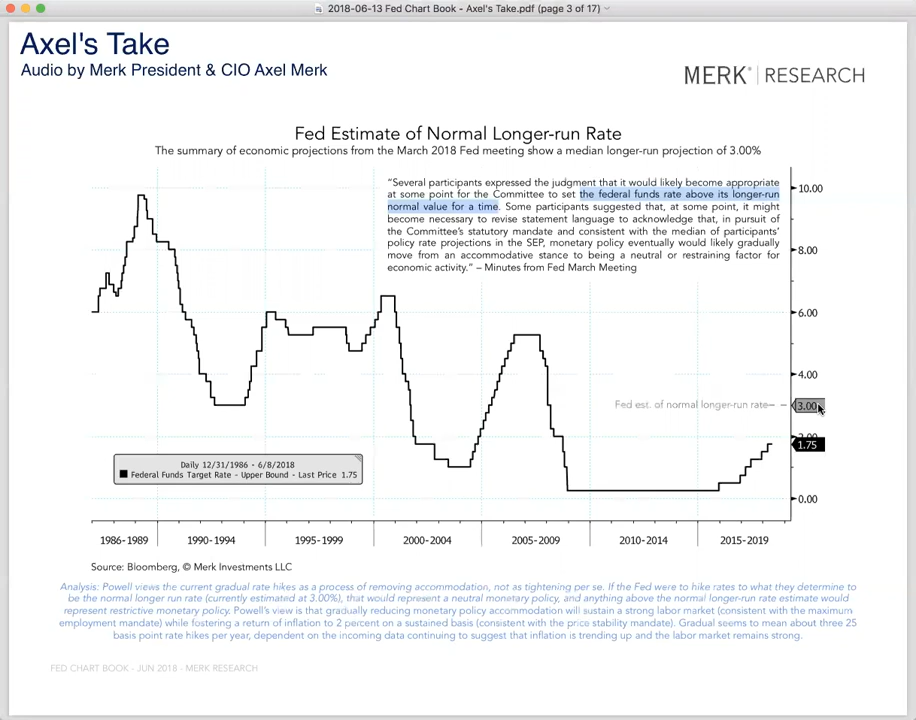 2018-06-13 Fed Chart Book - Axel's Take.pdf (page 3 of 17)
Axel's Take
Audio by Merk President & CIO Axel Merk
MERK® | RESEARCH
Fed Estimate of Normal Longer-run Rate
The summary of economic projections from the March 2018 Fed meeting show a median longer-run projection of 3.00%
“Several participants expressed the judgment that it would likely become appropriate
at some point for the Committee to set the federal funds rate above its longer-run
normal value for a time. Some participants suggested that, at some point, it might
become necessary to revise statement language to acknowledge that, in pursuit of
the Committee’s statutory mandate and consistent with the median of participants’
policy rate projections in the SEP, monetary policy eventually would likely gradually
move from an accommodative stance to being a neutral or restraining factor for
economic activity.” – Minutes from Fed March Meeting
10.00
8.00
6.00
4.00
Fed est. of normal longer-run rate
3.00
2.00
1.75
0.00
Daily 12/31/1986 - 6/8/2018
Federal Funds Target Rate - Upper Bound - Last Price 1.75
1986-1989 1990-1994 1995-1999 2000-2004 2005-2009 2010-2014 2015-2019
Source: Bloomberg, © Merk Investments LLC
Analysis: Powell views the current gradual rate hikes as a process of removing accommodation, not as tightening per se. If the Fed were to hike rates to what they determine to
be the normal longer run rate (currently estimated at 3.00%), that would represent a neutral monetary policy, and anything above the normal longer-run rate estimate would
represent restrictive monetary policy. Powell’s view is that gradually reducing monetary policy accommodation will sustain a strong labor market (consistent with the maximum
employment mandate) while fostering a return of inflation to 2 percent on a sustained basis (consistent with the price stability mandate). Gradual seems to mean about three 25
basis point rate hikes per year, dependent on the incoming data continuing to suggest that inflation is trending up and the labor market remains strong.
FED CHART BOOK - JUN 2018 - MERK RESEARCH